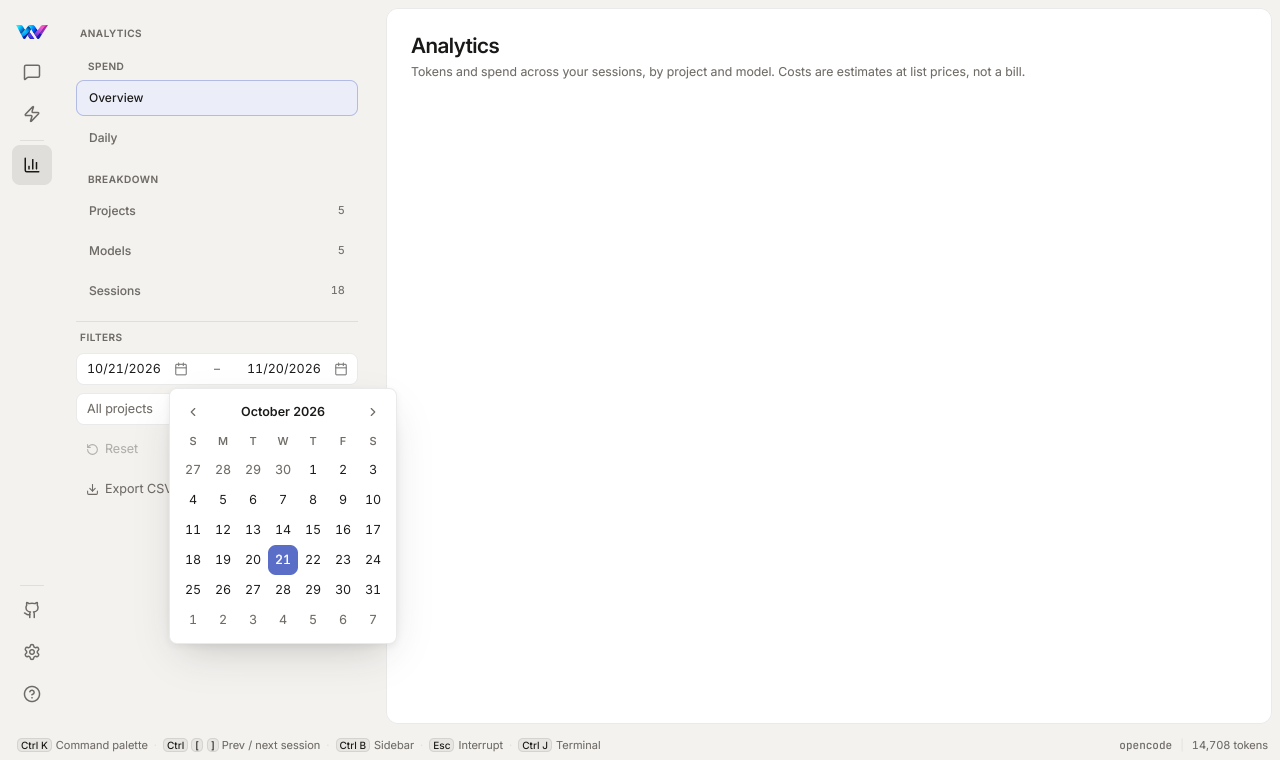 ANALYTICS
SPEND
Overview
Daily
BREAKDOWN
Projects 5
Models 5
Sessions 18
FILTERS
10/21/2026 – 11/20/2026
All projects
Reset
Export CSV
October 2026
S M T W T F S
27 28 29 30 1 2 3
4 5 6 7 8 9 10
11 12 13 14 15 16 17
18 19 20 21 22 23 24
25 26 27 28 29 30 31
1 2 3 4 5 6 7
Analytics
Tokens and spend across your sessions, by project and model. Costs are estimates at list prices, not a bill.
Ctrl K Command palette Ctrl [ ] Prev / next session Ctrl B Sidebar Esc Interrupt Ctrl J Terminal opencode 14,708 tokens